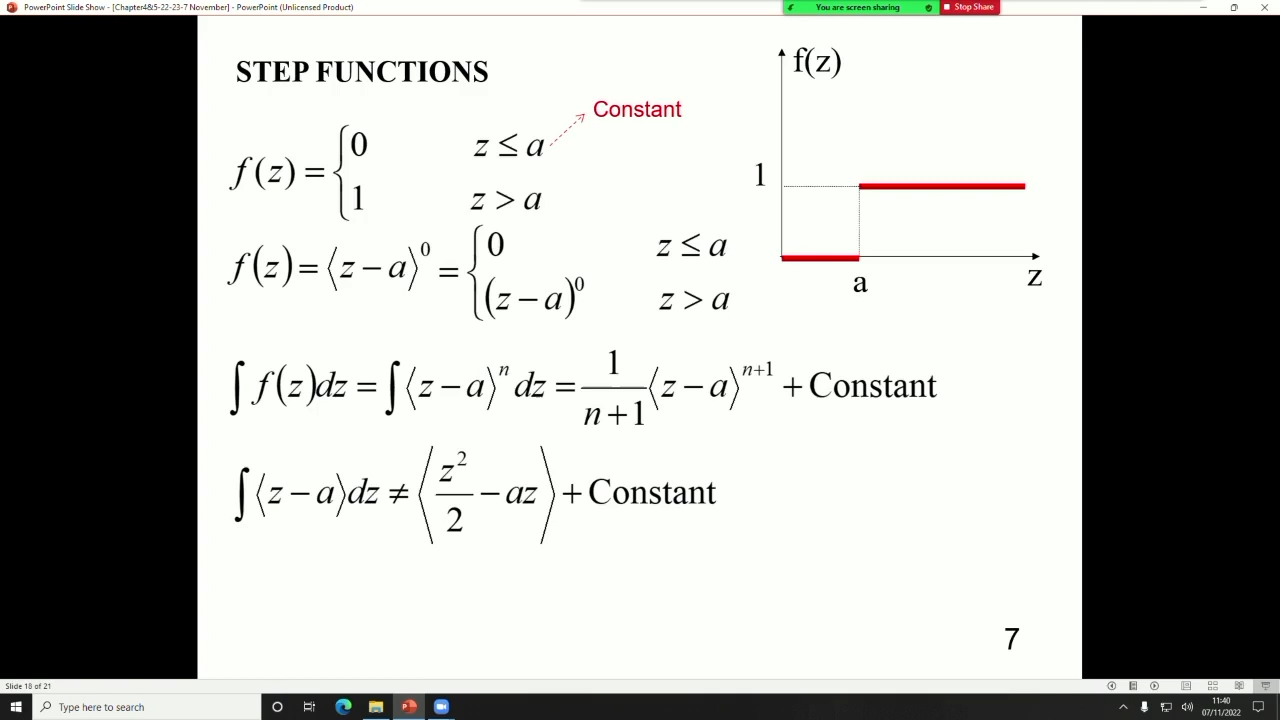 PowerPoint Slide Show - [Chapter4&5-22-23-7 November] - PowerPoint (Unlicensed Product)
You are screen sharing
Stop Share
STEP FUNCTIONS
Constant
f(z) = { 0 z ≤ a
1 z > a
f(z) = ⟨z − a⟩⁰ = { 0 z ≤ a
(z − a)⁰ z > a
∫ f(z)dz = ∫ ⟨z − a⟩ⁿ dz = 1/(n+1) ⟨z − a⟩ⁿ⁺¹ + Constant
∫ ⟨z − a⟩dz ≠ ⟨z²/2 − az⟩ + Constant
f(z)
1
a
z
7
Slide 18 of 21
Type here to search
11:40
07/11/2022